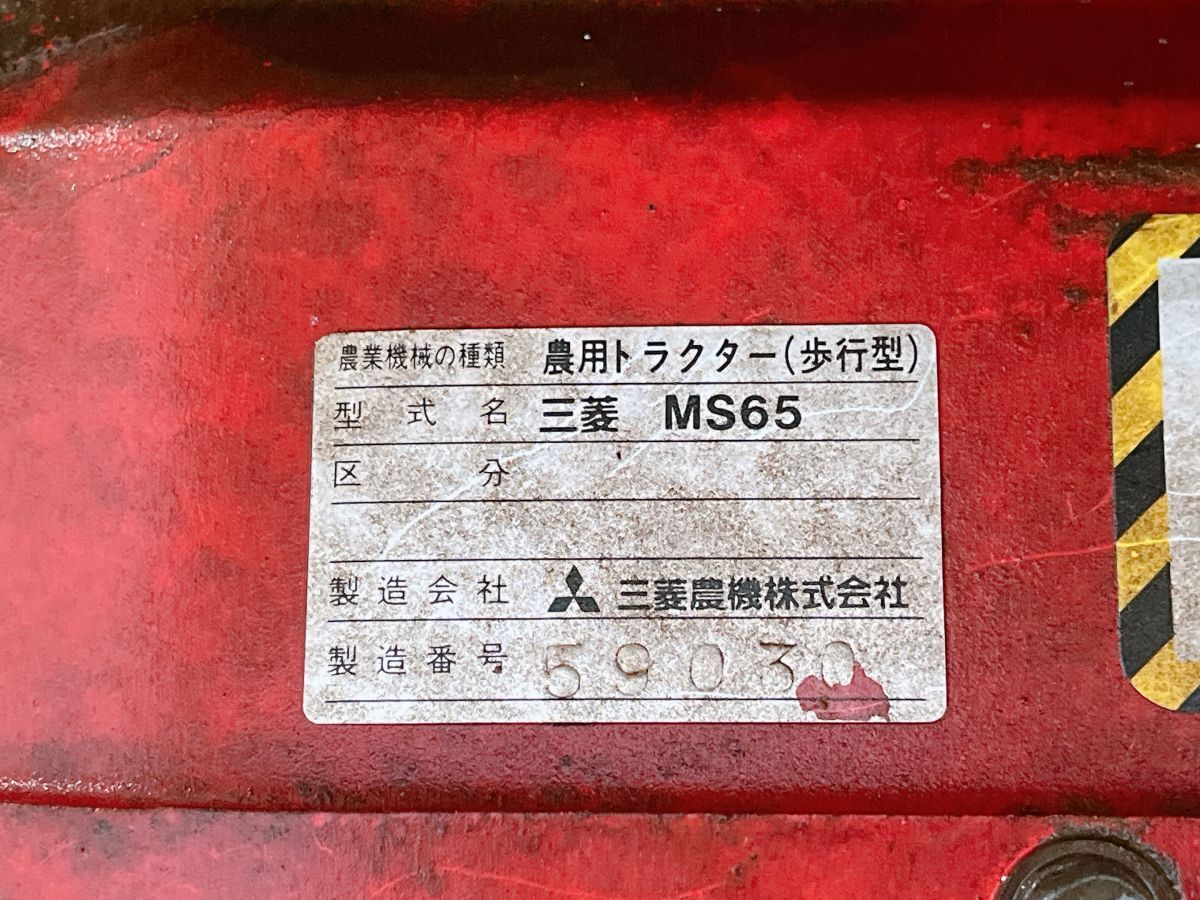 農業機械の種類 農用トラクター(歩行型)
型式名 三菱 MS65
区分
製造会社 三菱農機株式会社
製造番号 59030